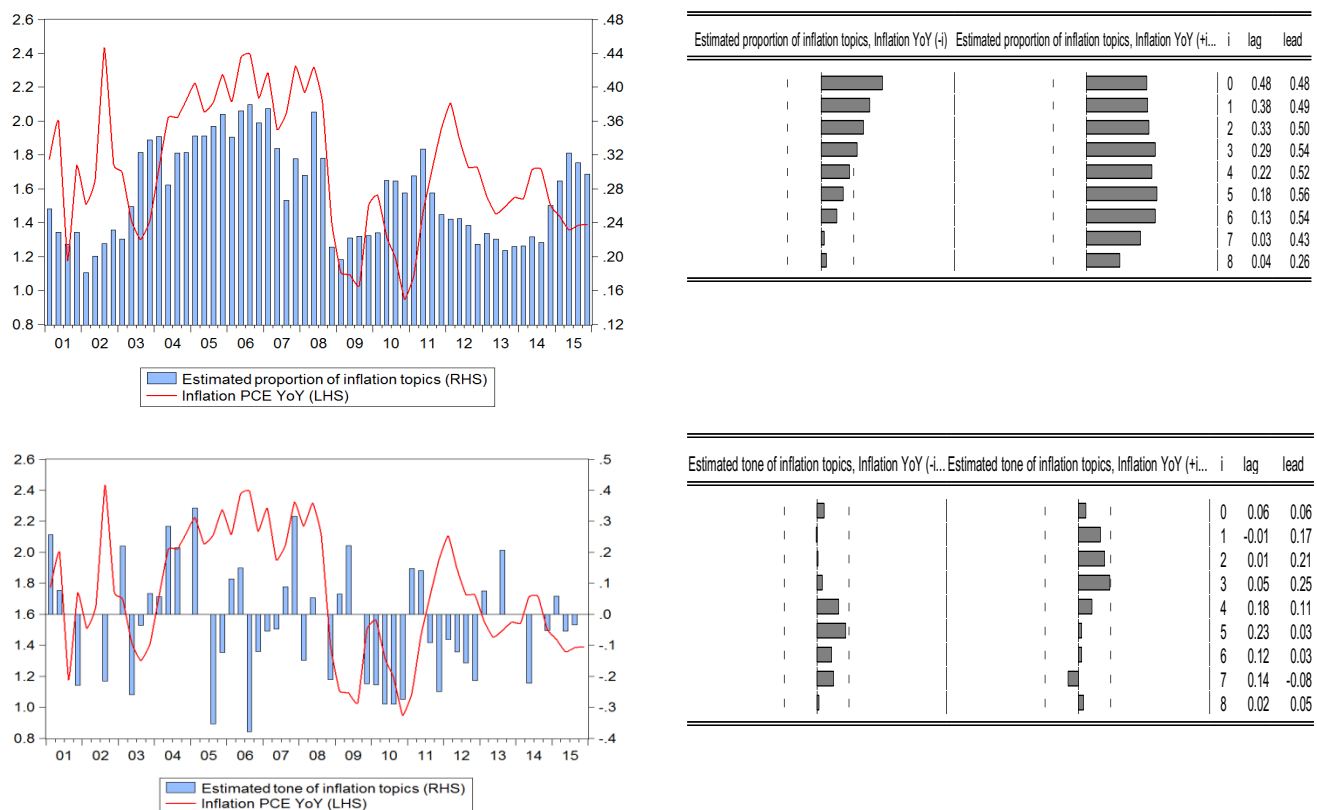 2.6 .48
2.4 .44
2.2 .40
2.0 .36
1.8 .32
1.6 .28
1.4 .24
1.2 .20
1.0 .16
0.8 .12
01 02 03 04 05 06 07 08 09 10 11 12 13 14 15
Estimated proportion of inflation topics (RHS)
Inflation PCE YoY (LHS)
Estimated proportion of inflation topics, Inflation YoY (-i) Estimated proportion of inflation topics, Inflation YoY (+i... i lag lead
0 0.48 0.48
1 0.38 0.49
2 0.33 0.50
3 0.29 0.54
4 0.22 0.52
5 0.18 0.56
6 0.13 0.54
7 0.03 0.43
8 0.04 0.26
2.6 .5
2.4 .4
2.2 .3
2.0 .2
1.8 .1
1.6 .0
1.4 -.1
1.2 -.2
1.0 -.3
0.8 -.4
01 02 03 04 05 06 07 08 09 10 11 12 13 14 15
Estimated tone of inflation topics (RHS)
Inflation PCE YoY (LHS)
Estimated tone of inflation topics, Inflation YoY (-i... Estimated tone of inflation topics, Inflation YoY (+i... i lag lead
0 0.06 0.06
1 -0.01 0.17
2 0.01 0.21
3 0.05 0.25
4 0.18 0.11
5 0.23 0.03
6 0.12 0.03
7 0.14 -0.08
8 0.02 0.05